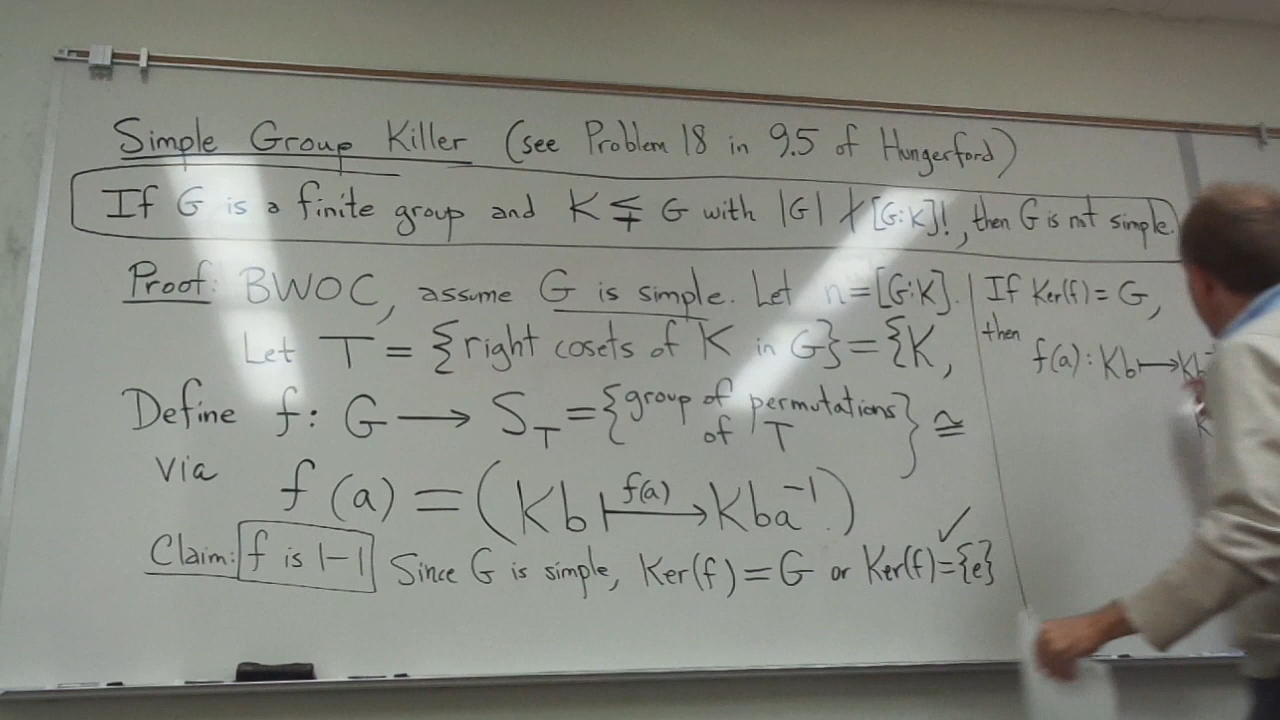 Simple Group Killer (see Problem 18 in 9.5 of Hungerford)
If G is a finite group and K ≨ G with |G| ∤ [G:K]!, then G is not simple.
Proof: BWOC, assume G is simple. Let n=[G:K].
Let T = {right cosets of K in G} = {K,
Define f: G ⟶ S_T = {group of permutations of T} ≅
via
f(a) = (Kb ⟼^{f(a)} Kba⁻¹.)
Claim: f is 1-1 Since G is simple, Ker(f) = G or Ker(f) = {e} ✓
If Ker(f) = G,
then
f(a): Kb ⟼ Kb